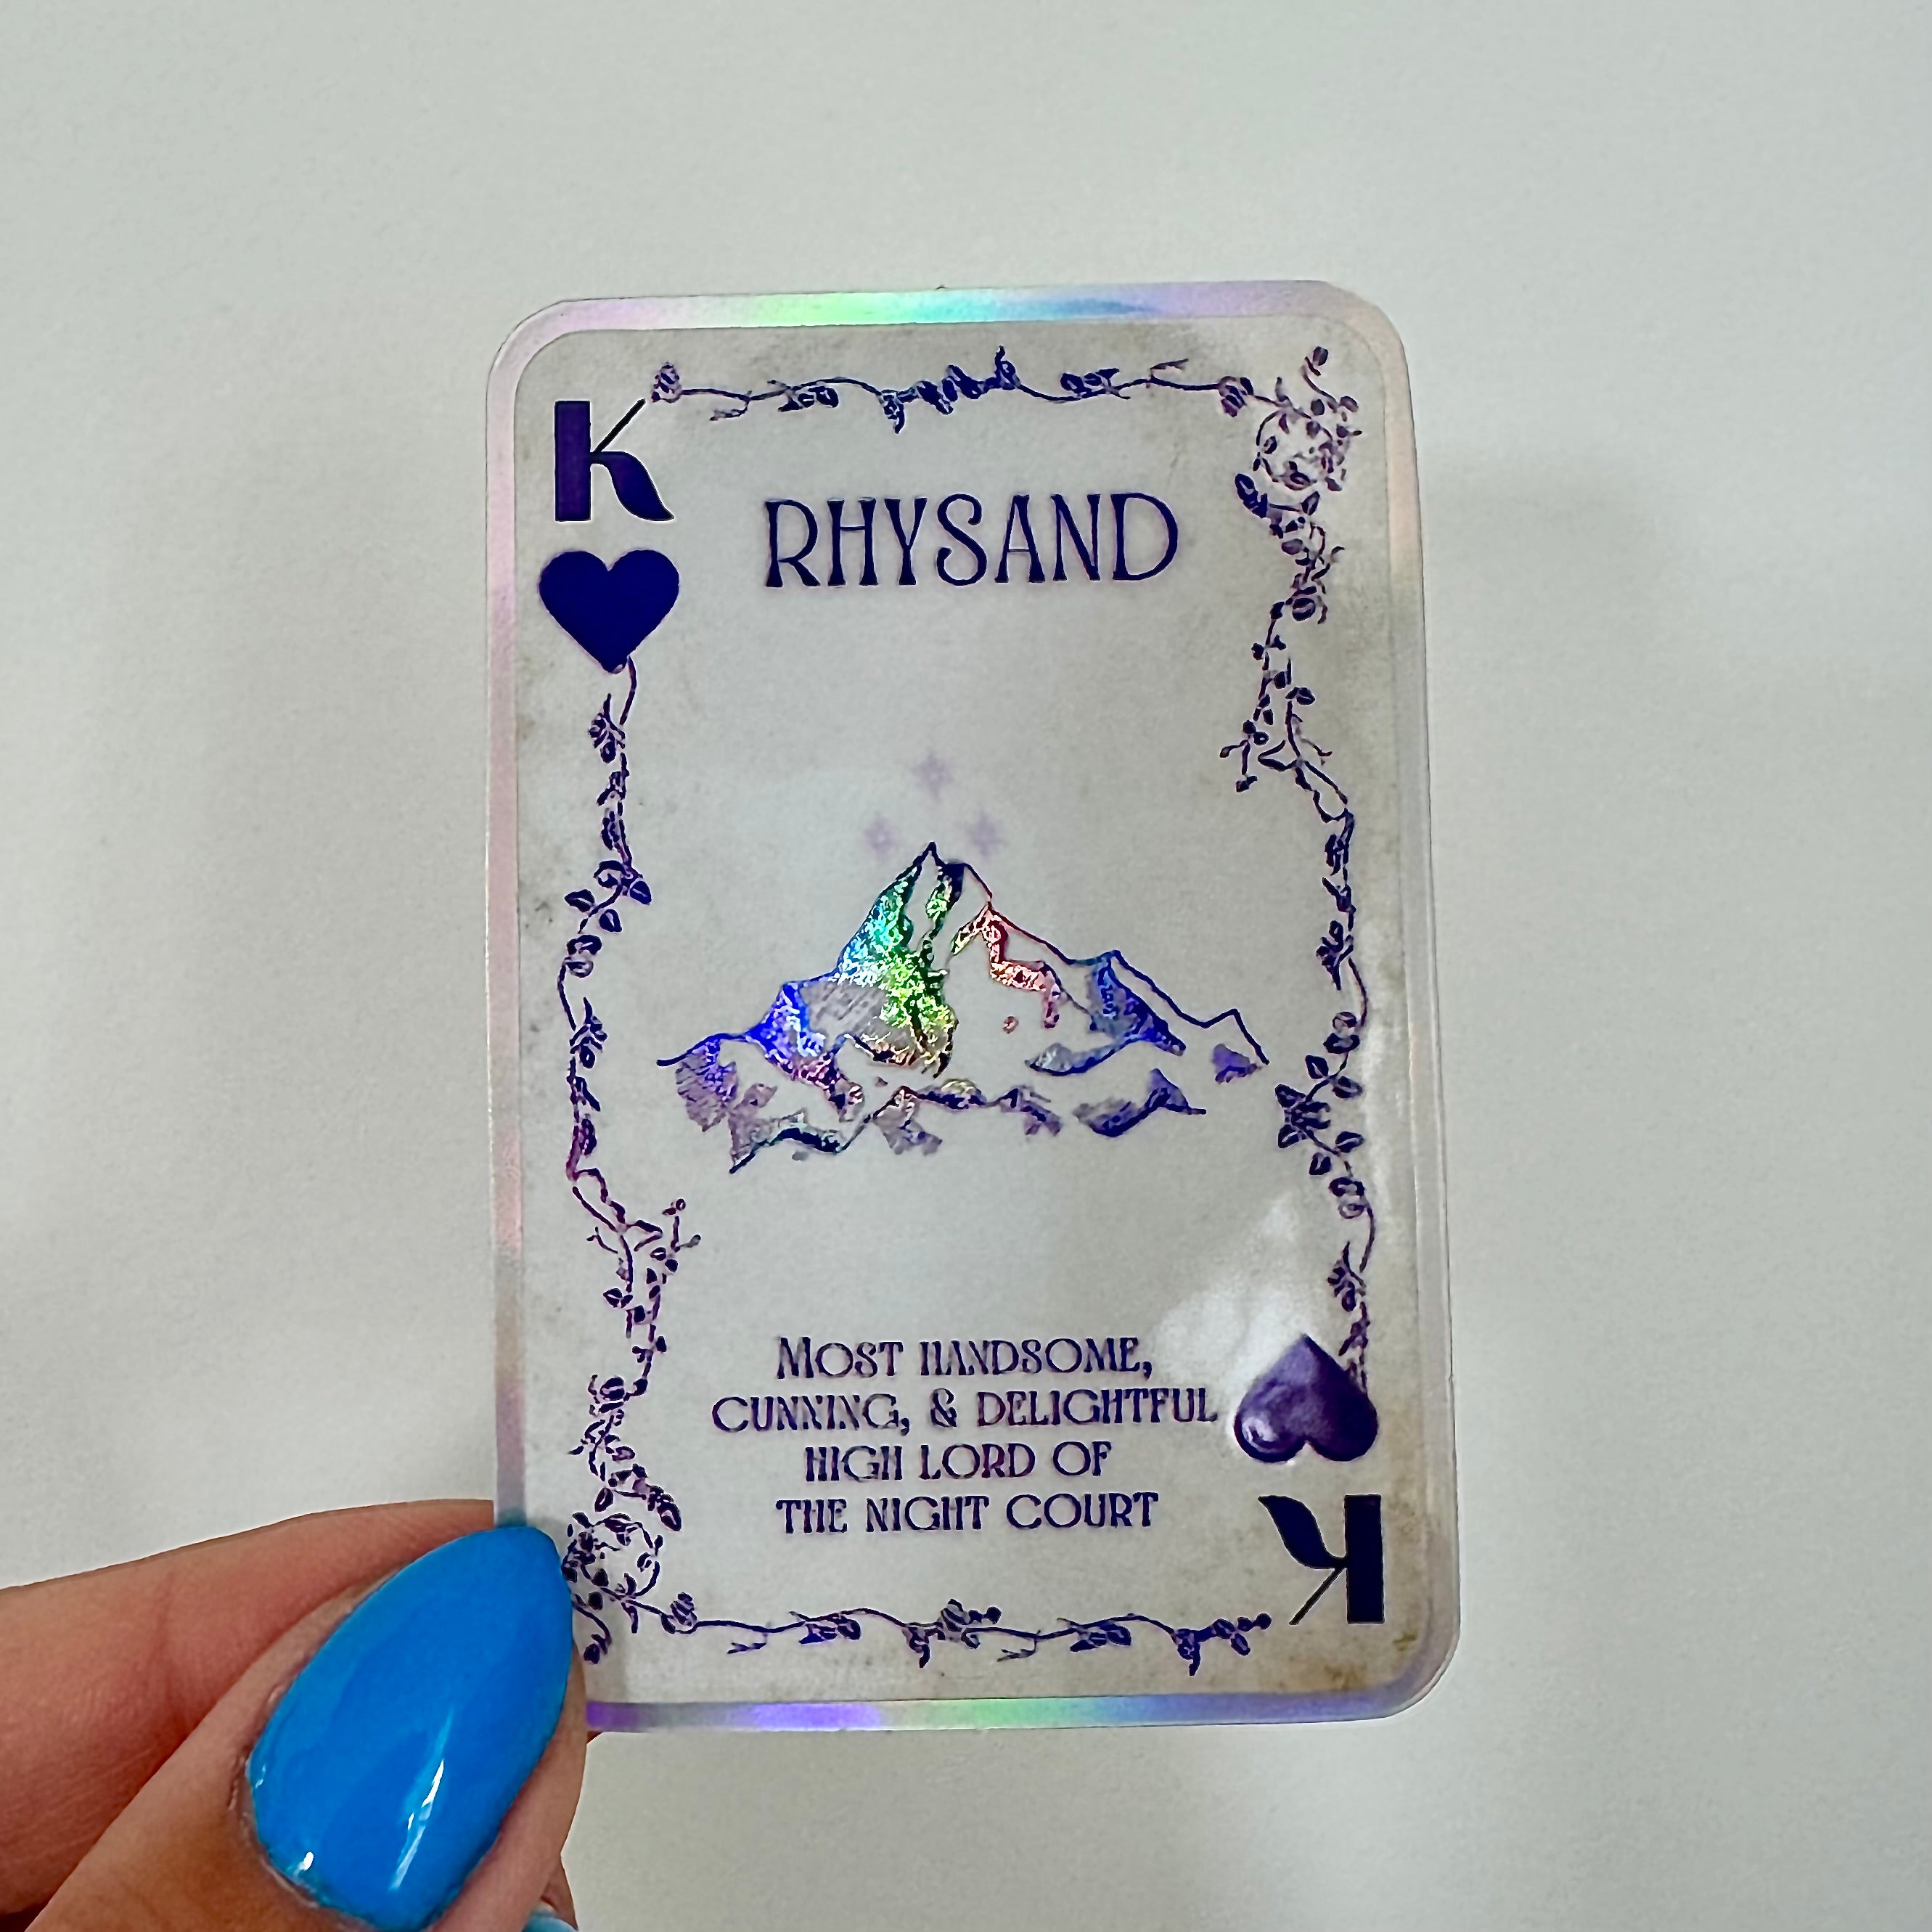 K
RHYSAND
MOST HANDSOME,
CUNNING, & DELIGHTFUL
HIGH LORD OF
THE NIGHT COURT
K